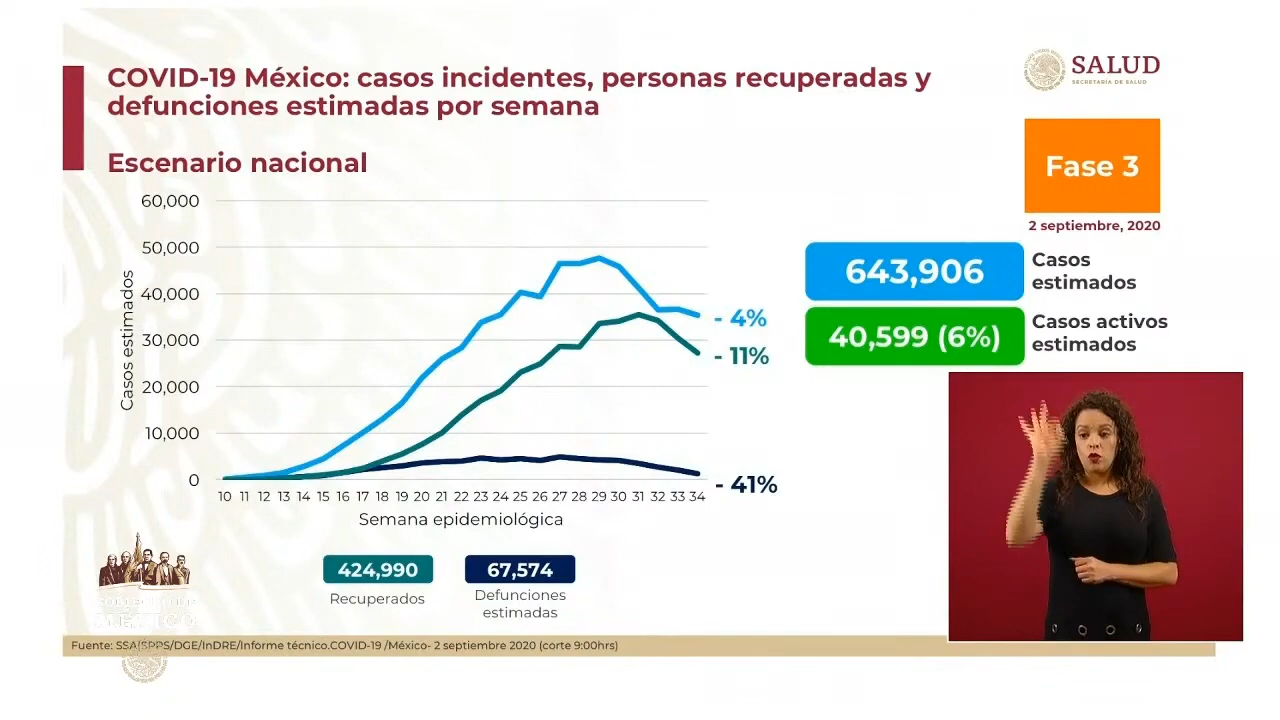 COVID-19 México: casos incidentes, personas recuperadas y
defunciones estimadas por semana
Escenario nacional
SALUD
SECRETARÍA DE SALUD
Fase 3
2 septiembre, 2020
643,906
Casos
estimados
40,599 (6%)
Casos activos
estimados
Casos estimados
60,000
50,000
40,000
30,000
20,000
10,000
0
- 4%
- 11%
- 41%
10 11 12 13 14 15 16 17 18 19 20 21 22 23 24 25 26 27 28 29 30 31 32 33 34
Semana epidemiológica
424,990
Recuperados
67,574
Defunciones
estimadas
MÉXICO
Fuente: SSA/SPPS/DGE/InDRE/Informe técnico.COVID-19 /México- 2 septiembre 2020 (corte 9:00hrs)